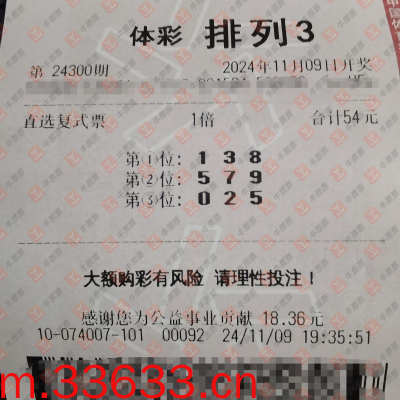 体彩 排列3
第 24300期 2024年11月09日开奖
直选复式票 1倍 合计54元
第①位: 1 3 8
第②位: 5 7 9
第③位: 0 2 5
大额购彩有风险 请理性投注！
感谢您为公益事业贡献 18.36元
10-074007-101 00092 24/11/09 19:35:51
m.33633.cn